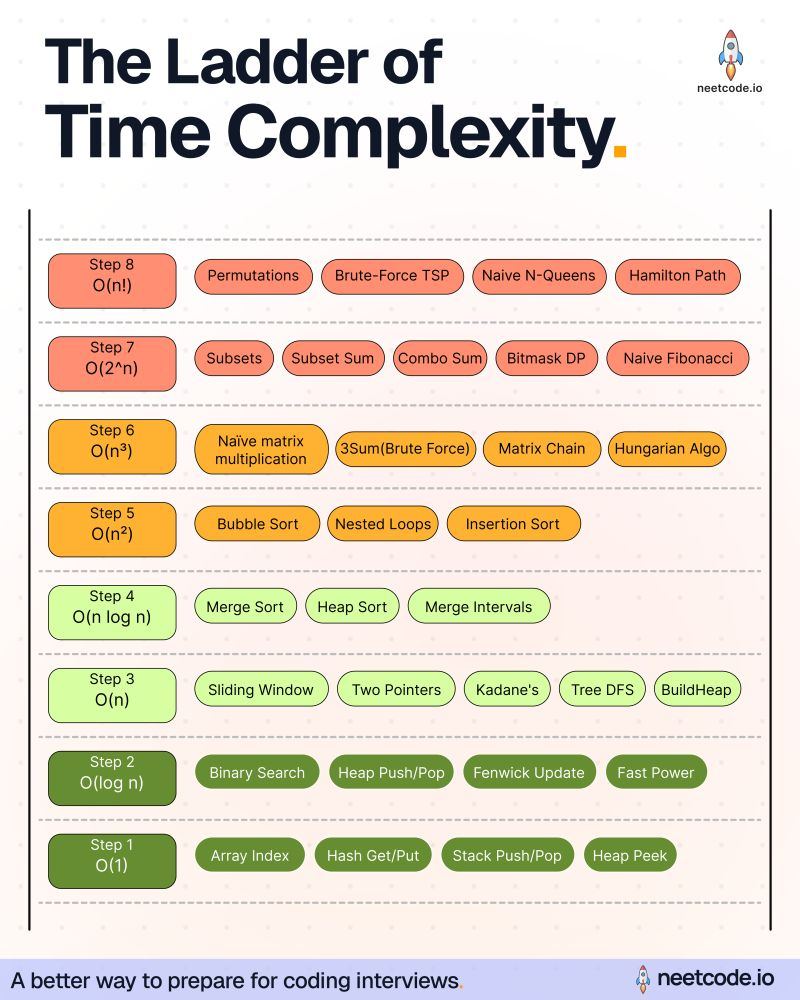 The Ladder of
Time Complexity.
neetcode.io
Step 8
O(n!)
Permutations
Brute-Force TSP
Naive N-Queens
Hamilton Path
Step 7
O(2^n)
Subsets
Subset Sum
Combo Sum
Bitmask DP
Naive Fibonacci
Step 6
O(n³)
Naïve matrix
multiplication
3Sum(Brute Force)
Matrix Chain
Hungarian Algo
Step 5
O(n²)
Bubble Sort
Nested Loops
Insertion Sort
Step 4
O(n log n)
Merge Sort
Heap Sort
Merge Intervals
Step 3
O(n)
Sliding Window
Two Pointers
Kadane's
Tree DFS
BuildHeap
Step 2
O(log n)
Binary Search
Heap Push/Pop
Fenwick Update
Fast Power
Step 1
O(1)
Array Index
Hash Get/Put
Stack Push/Pop
Heap Peek
A better way to prepare for coding interviews.
neetcode.io